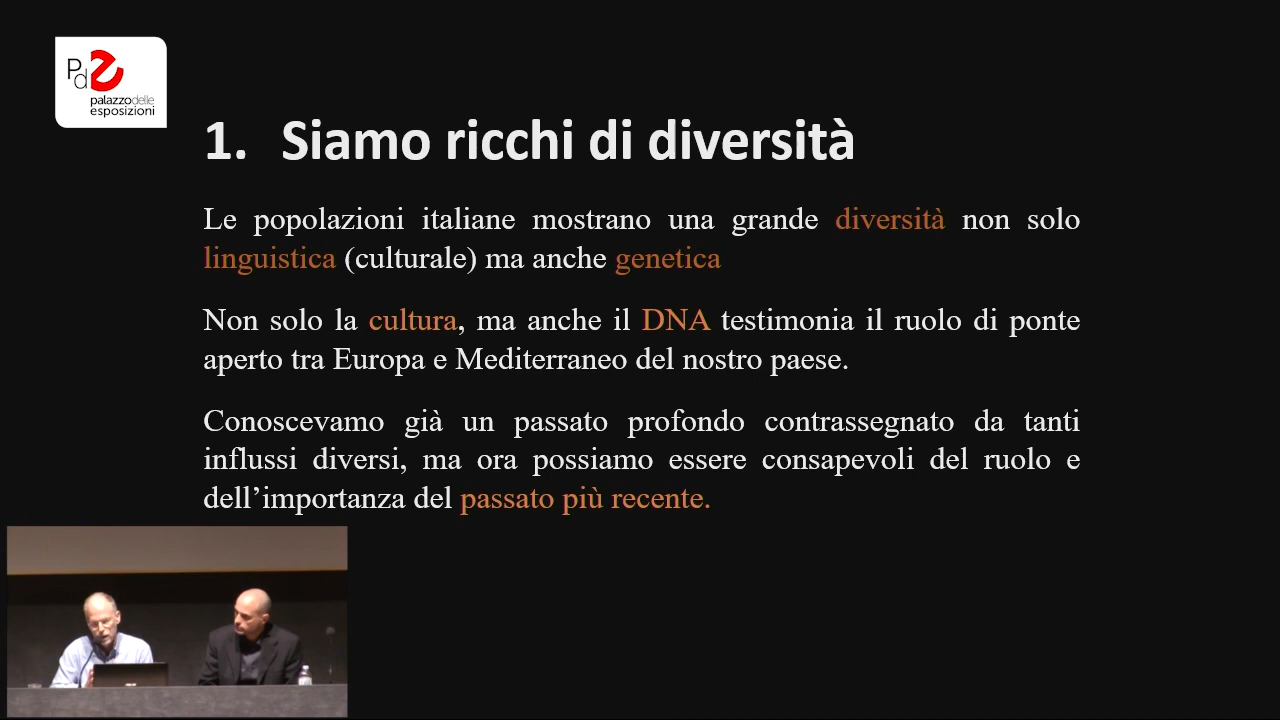 Pd
palazzodelle
esposizioni
1. Siamo ricchi di diversità
Le popolazioni italiane mostrano una grande diversità non solo
linguistica (culturale) ma anche genetica
Non solo la cultura, ma anche il DNA testimonia il ruolo di ponte
aperto tra Europa e Mediterraneo del nostro paese.
Conoscevamo già un passato profondo contrassegnato da tanti
influssi diversi, ma ora possiamo essere consapevoli del ruolo e
dell’importanza del passato più recente.